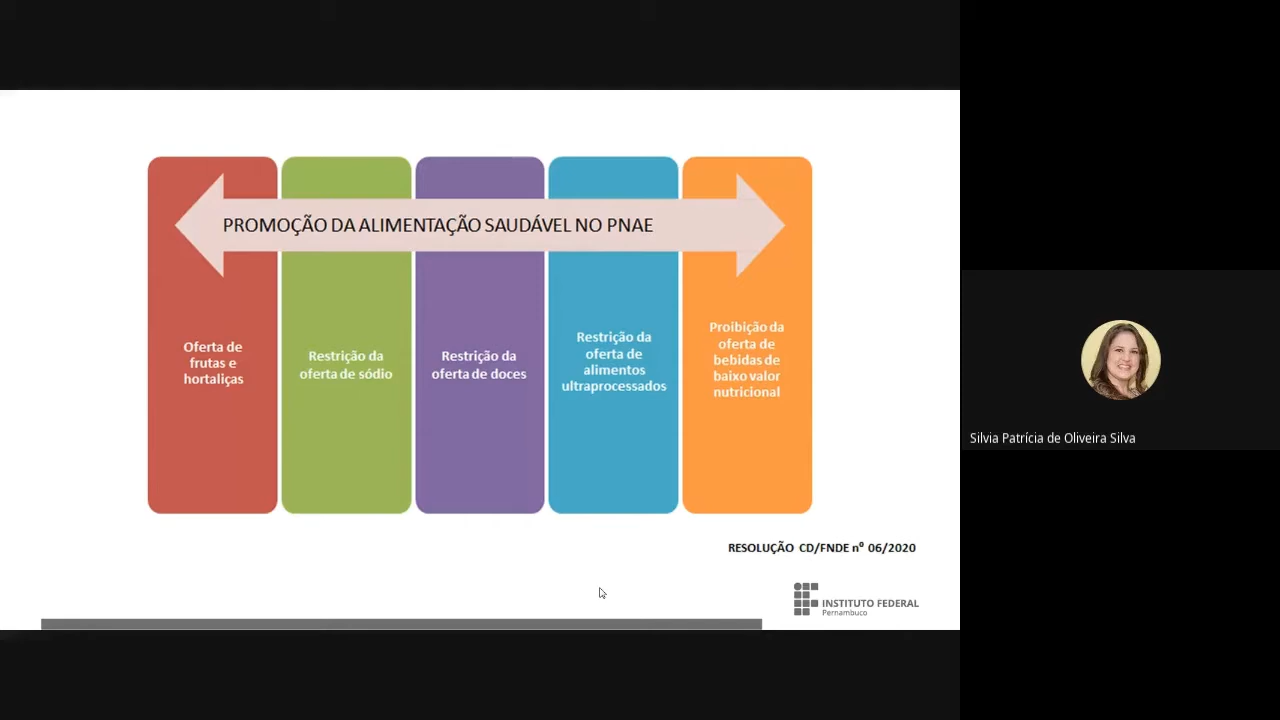 PROMOÇÃO DA ALIMENTAÇÃO SAUDÁVEL NO PNAE
Oferta de
frutas e
hortaliças
Restrição da
oferta de sódio
Restrição da
oferta de doces
Restrição da
oferta de
alimentos
ultraprocessados
Proibição da
oferta de
bebidas de
baixo valor
nutricional
RESOLUÇÃO CD/FNDE nº 06/2020
INSTITUTO FEDERAL
Pernambuco
Silvia Patrícia de Oliveira Silva